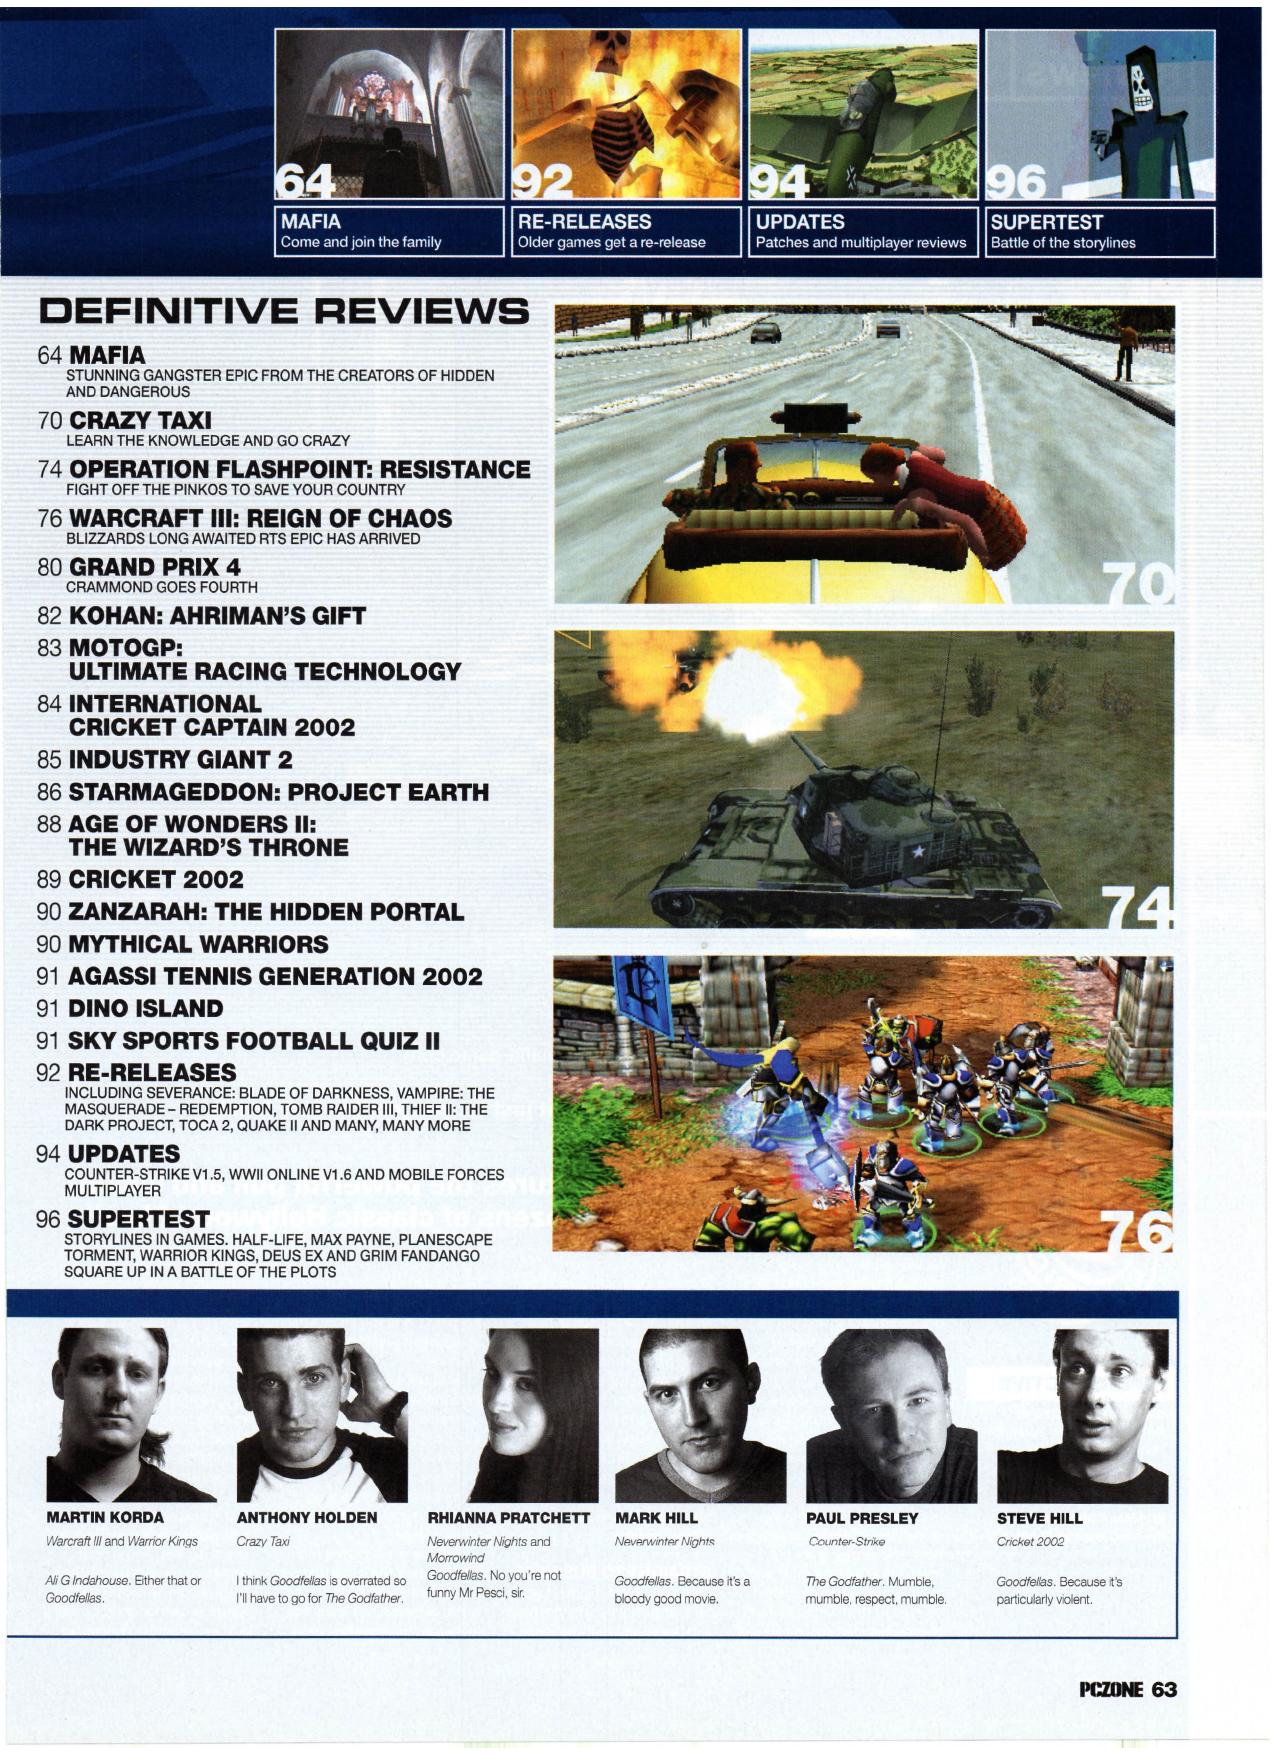 64
92
94
96
MAFIA
Come and join the family
RE-RELEASES
Older games get a re-release
UPDATES
Patches and multiplayer reviews
SUPERTEST
Battle of the storylines
DEFINITIVE REVIEWS
64 MAFIA
STUNNING GANGSTER EPIC FROM THE CREATORS OF HIDDEN
AND DANGEROUS
70 CRAZY TAXI
LEARN THE KNOWLEDGE AND GO CRAZY
74 OPERATION FLASHPOINT: RESISTANCE
FIGHT OFF THE PINKOS TO SAVE YOUR COUNTRY
76 WARCRAFT III: REIGN OF CHAOS
BLIZZARDS LONG AWAITED RTS EPIC HAS ARRIVED
80 GRAND PRIX 4
CRAMMOND GOES FOURTH
82 KOHAN: AHRIMAN'S GIFT
83 MOTOGP:
ULTIMATE RACING TECHNOLOGY
84 INTERNATIONAL
CRICKET CAPTAIN 2002
85 INDUSTRY GIANT 2
86 STARMAGEDDON: PROJECT EARTH
88 AGE OF WONDERS II:
THE WIZARD'S THRONE
89 CRICKET 2002
90 ZANZARAH: THE HIDDEN PORTAL
90 MYTHICAL WARRIORS
91 AGASSI TENNIS GENERATION 2002
91 DINO ISLAND
91 SKY SPORTS FOOTBALL QUIZ II
92 RE-RELEASES
INCLUDING SEVERANCE: BLADE OF DARKNESS, VAMPIRE: THE
MASQUERADE – REDEMPTION, TOMB RAIDER III, THIEF II: THE
DARK PROJECT, TOCA 2, QUAKE II AND MANY, MANY MORE
94 UPDATES
COUNTER-STRIKE V1.5, WWII ONLINE V1.6 AND MOBILE FORCES
MULTIPLAYER
96 SUPERTEST
STORYLINES IN GAMES. HALF-LIFE, MAX PAYNE, PLANESCAPE
TORMENT, WARRIOR KINGS, DEUS EX AND GRIM FANDANGO
SQUARE UP IN A BATTLE OF THE PLOTS
70
74
76
MARTIN KORDA
Warcraft III and Warrior Kings
Ali G Indahouse. Either that or
Goodfellas.
ANTHONY HOLDEN
Crazy Taxi
I think Goodfellas is overrated so
I'll have to go for The Godfather.
RHIANNA PRATCHETT
Neverwinter Nights and
Morrowind
Goodfellas. No you're not
funny Mr Pesci, sir.
MARK HILL
Neverwinter Nights
Goodfellas. Because it's a
bloody good movie.
PAUL PRESLEY
Counter-Strike
The Godfather. Mumble,
mumble, respect, mumble.
STEVE HILL
Cricket 2002
Goodfellas. Because it's
particularly violent.
PCZONE 63